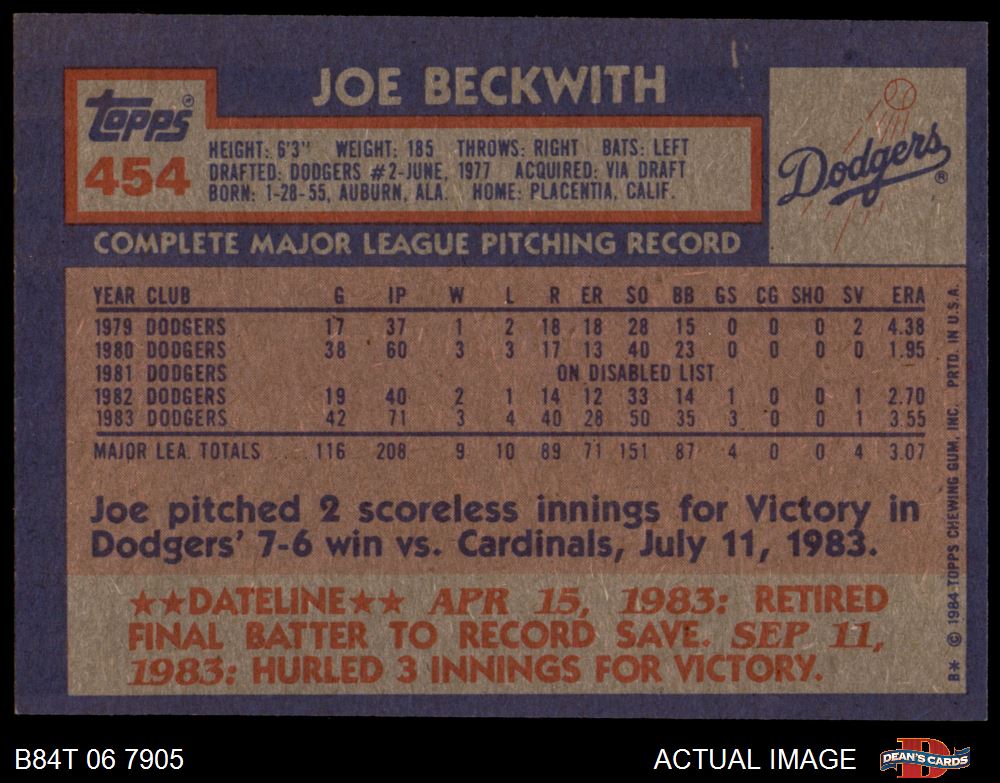 JOE BECKWITH
Topps®
454
HEIGHT: 6'3" WEIGHT: 185 THROWS: RIGHT BATS: LEFT
DRAFTED: DODGERS #2-JUNE, 1977 ACQUIRED: VIA DRAFT
BORN: 1-28-55, AUBURN, ALA. HOME: PLACENTIA, CALIF.
Dodgers®
COMPLETE MAJOR LEAGUE PITCHING RECORD
YEAR CLUB G IP W L R ER SO BB GS CG SHO SV ERA
1979 DODGERS 17 37 1 2 18 18 28 15 0 0 0 2 4.38
1980 DODGERS 38 60 3 3 17 13 40 23 0 0 0 0 1.95
1981 DODGERS ON DISABLED LIST
1982 DODGERS 19 40 2 1 14 12 33 14 1 0 0 1 2.70
1983 DODGERS 42 71 3 4 40 28 50 35 3 0 0 1 3.55
MAJOR LEA. TOTALS 116 208 9 10 89 71 151 87 4 0 0 4 3.07
Joe pitched 2 scoreless innings for Victory in
Dodgers' 7-6 win vs. Cardinals, July 11, 1983.
★★DATELINE★★ APR 15, 1983: RETIRED
FINAL BATTER TO RECORD SAVE. SEP 11,
1983: HURLED 3 INNINGS FOR VICTORY.
B* © 1984 TOPPS CHEWING GUM, INC. PRTD. IN U.S.A.
B84T 06 7905
ACTUAL IMAGE
DEAN'S CARDS